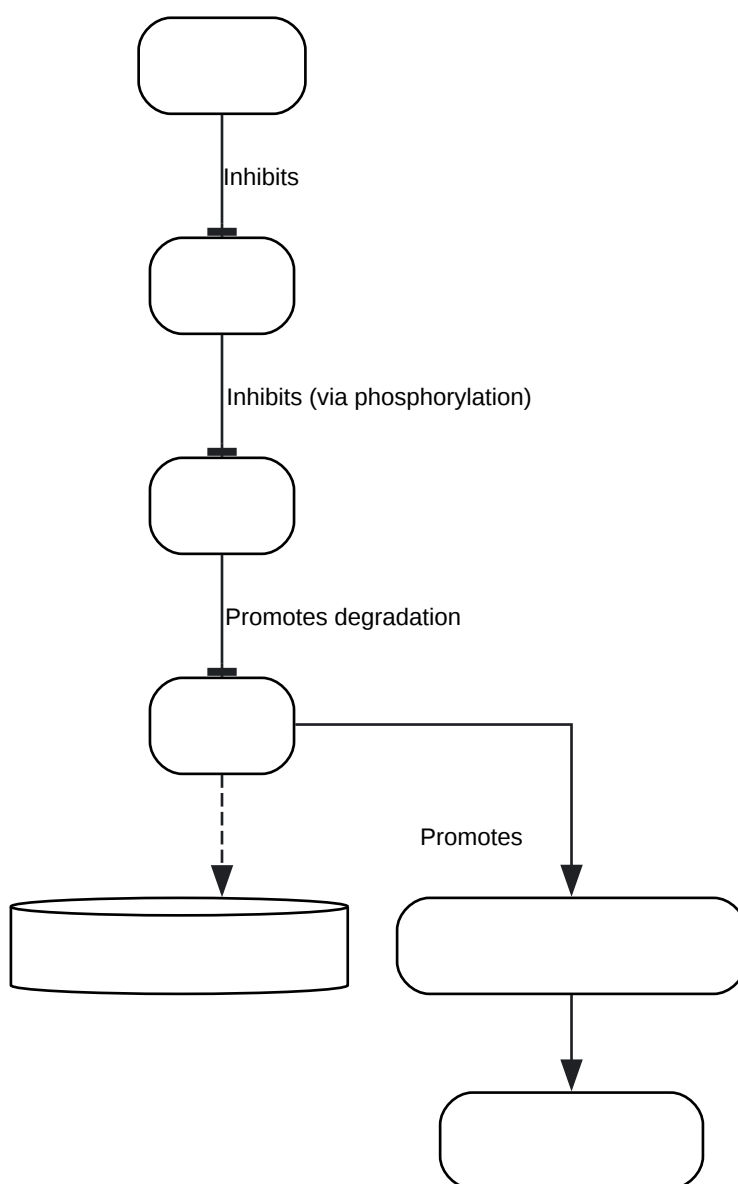 Inhibits
Inhibits (via phosphorylation)
Promotes degradation
Promotes